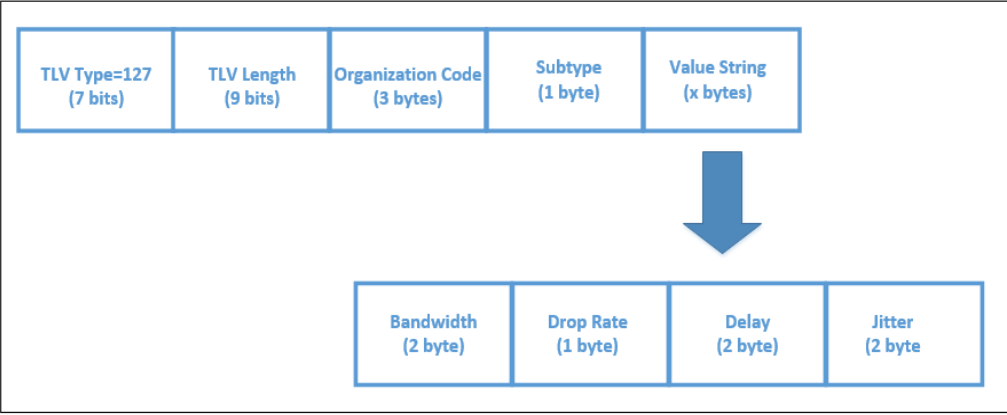 TLV Type=127
(7 bits)
TLV Length
(9 bits)
Organization Code
(3 bytes)
Subtype
(1 byte)
Value String
(x bytes)
Bandwidth
(2 byte)
Drop Rate
(1 byte)
Delay
(2 byte)
Jitter
(2 byte